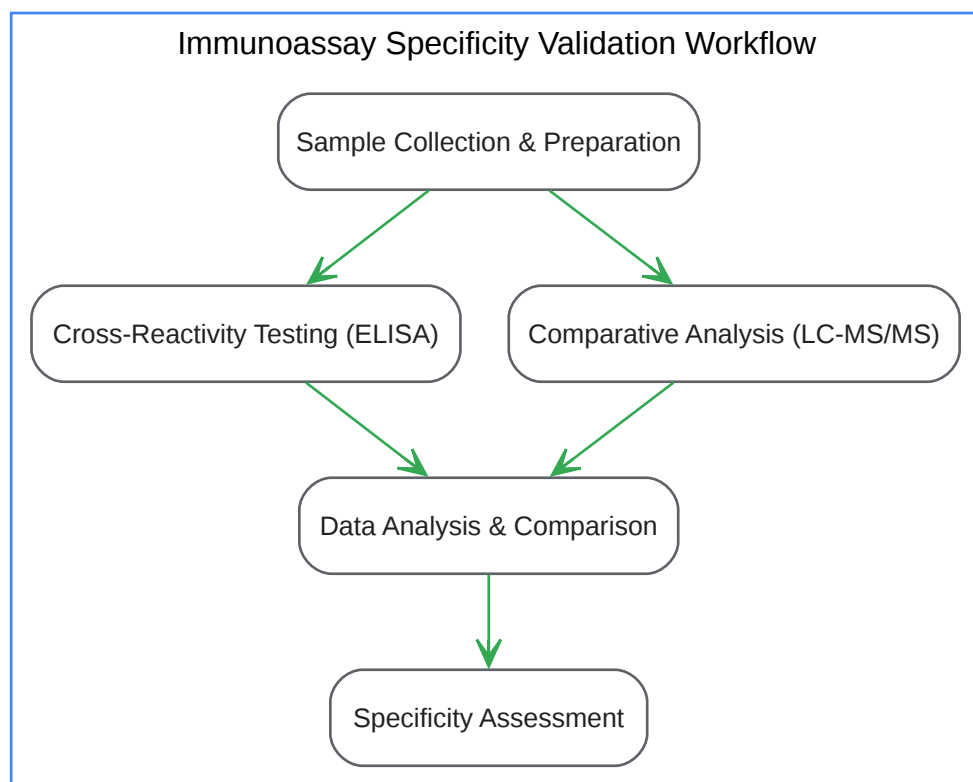 Immunoassay Specificity Validation Workflow
Sample Collection & Preparation
Cross-Reactivity Testing (ELISA)
Comparative Analysis (LC-MS/MS)
Data Analysis & Comparison
Specificity Assessment